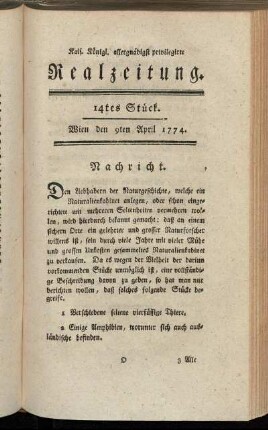 Kais. Königl. allergnädigst privilegirte
Realzeitung.
14tes Stück.
Wien den 9ten April 1774.
Nachricht.
Den Liebhabern der Naturgeschichte, welche ein
Naturalienkabinet anlegen, oder schon einge-
richtete mit mehreren Seltenheiten vermehren wol-
len, wird hiedurch bekannt gemacht; daß an einem
sichern Orte ein gelehrter und grosser Naturforscher
willens ist, sein durch viele Jahre mit vieler Mühe
und grossen Unkosten gesammeltes Naturalienkabinet
zu verkaufen. Da es wegen der Vielheit der darinn
vorkommenden Stücke unmöglich ist, eine vollständi-
ge Beschreibung davon zu geben, so hat man nur
berichten wollen, daß solches folgende Stücke be-
greife.
1 Verschiedene seltene vierfüssige Thiere.
2 Einige Amphibien, worunter sich auch aus-
ländische befinden.
O 3 Alle